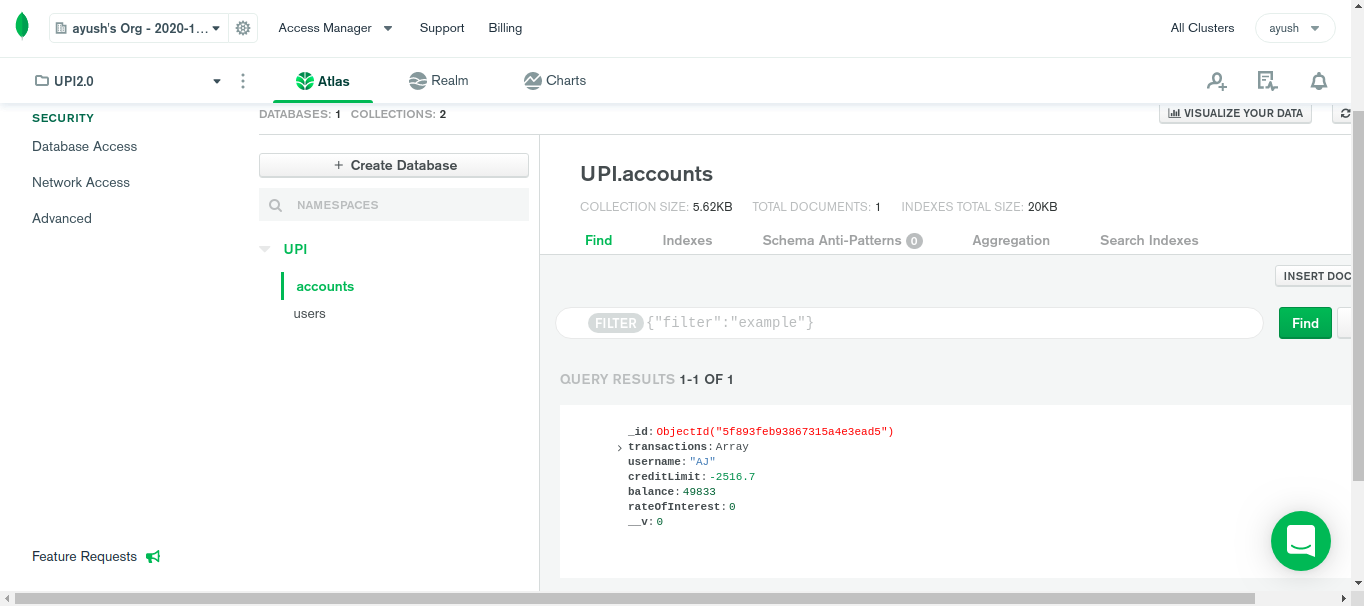 ayush's Org - 2020-1...
Access Manager
Support
Billing
All Clusters
ayush
UPI2.0
Atlas
Realm
Charts
SECURITY
Database Access
Network Access
Advanced
Feature Requests
DATABASES: 1 COLLECTIONS: 2
VISUALIZE YOUR DATA
+ Create Database
NAMESPACES
UPI
accounts
users
UPI.accounts
COLLECTION SIZE: 5.62KB TOTAL DOCUMENTS: 1 INDEXES TOTAL SIZE: 20KB
Find Indexes Schema Anti-Patterns 0 Aggregation Search Indexes
INSERT DOC
FILTER {"filter":"example"}
Find
QUERY RESULTS 1-1 OF 1
_id: ObjectId("5f893feb93867315a4e3ead5")
transactions: Array
username: "AJ"
creditLimit: -2516.7
balance: 49833
rateOfInterest: 0
__v: 0